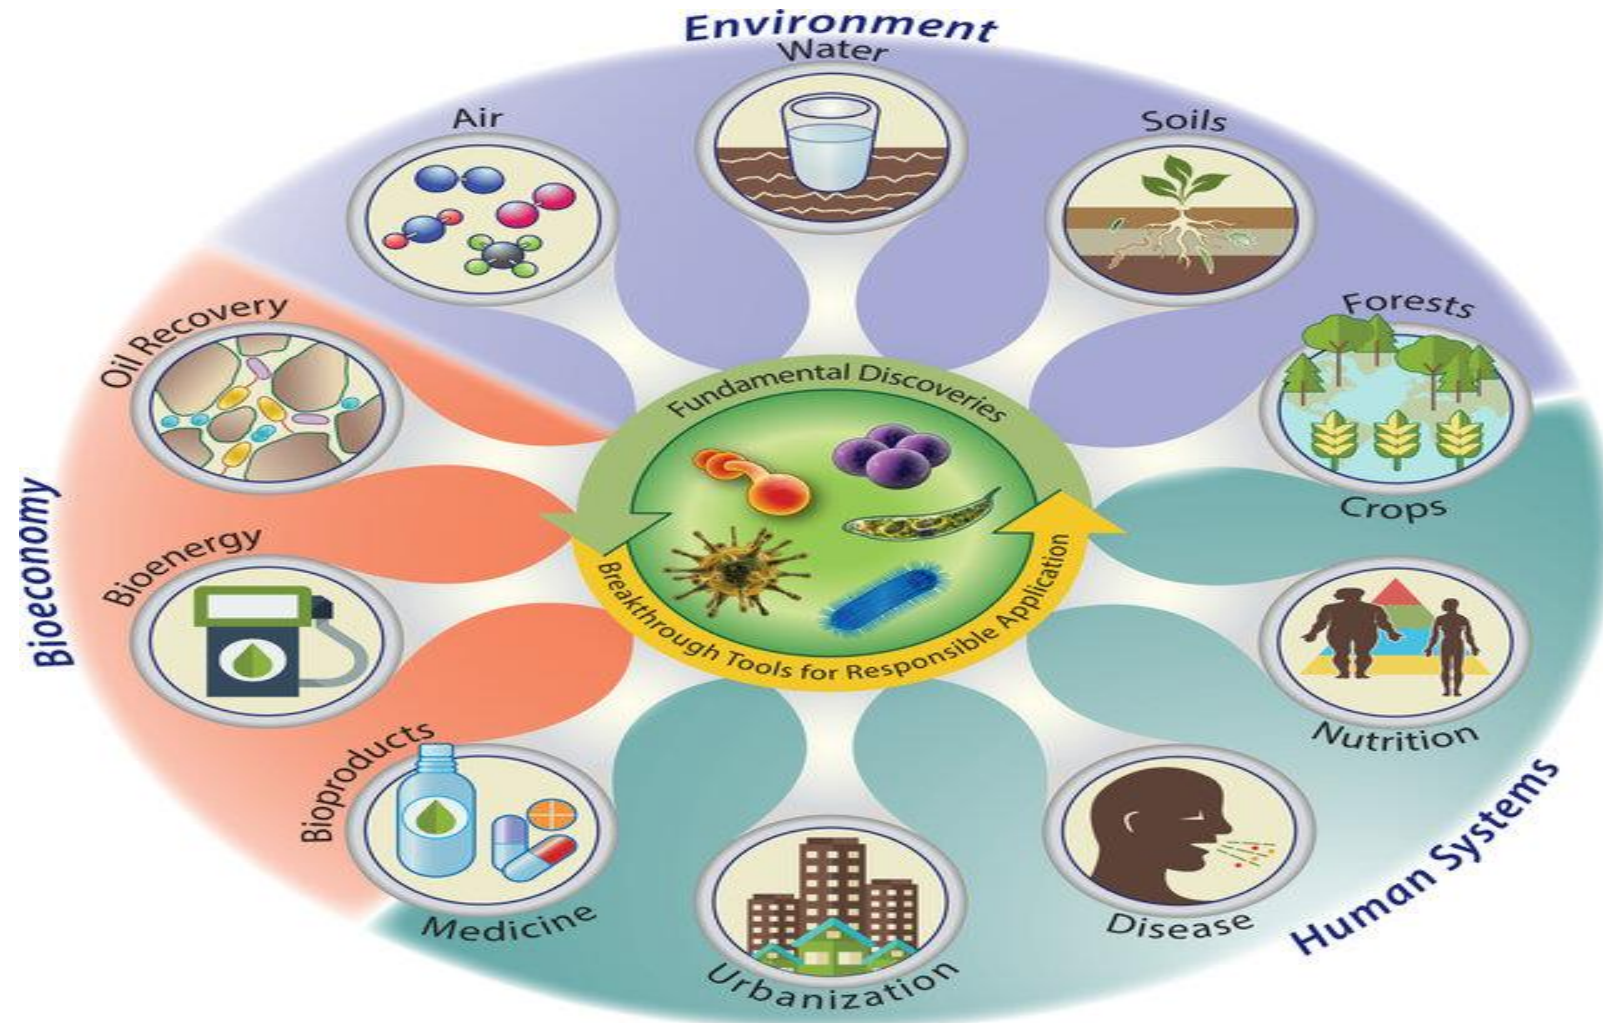 Environment
Water
Air
Soils
Forests
Oil Recovery
Fundamental Discoveries
Crops
Bioeconomy
Bioenergy
Breakthrough Tools for Responsible Application
Nutrition
Bioproducts
Human Systems
Medicine
Disease
Urbanization